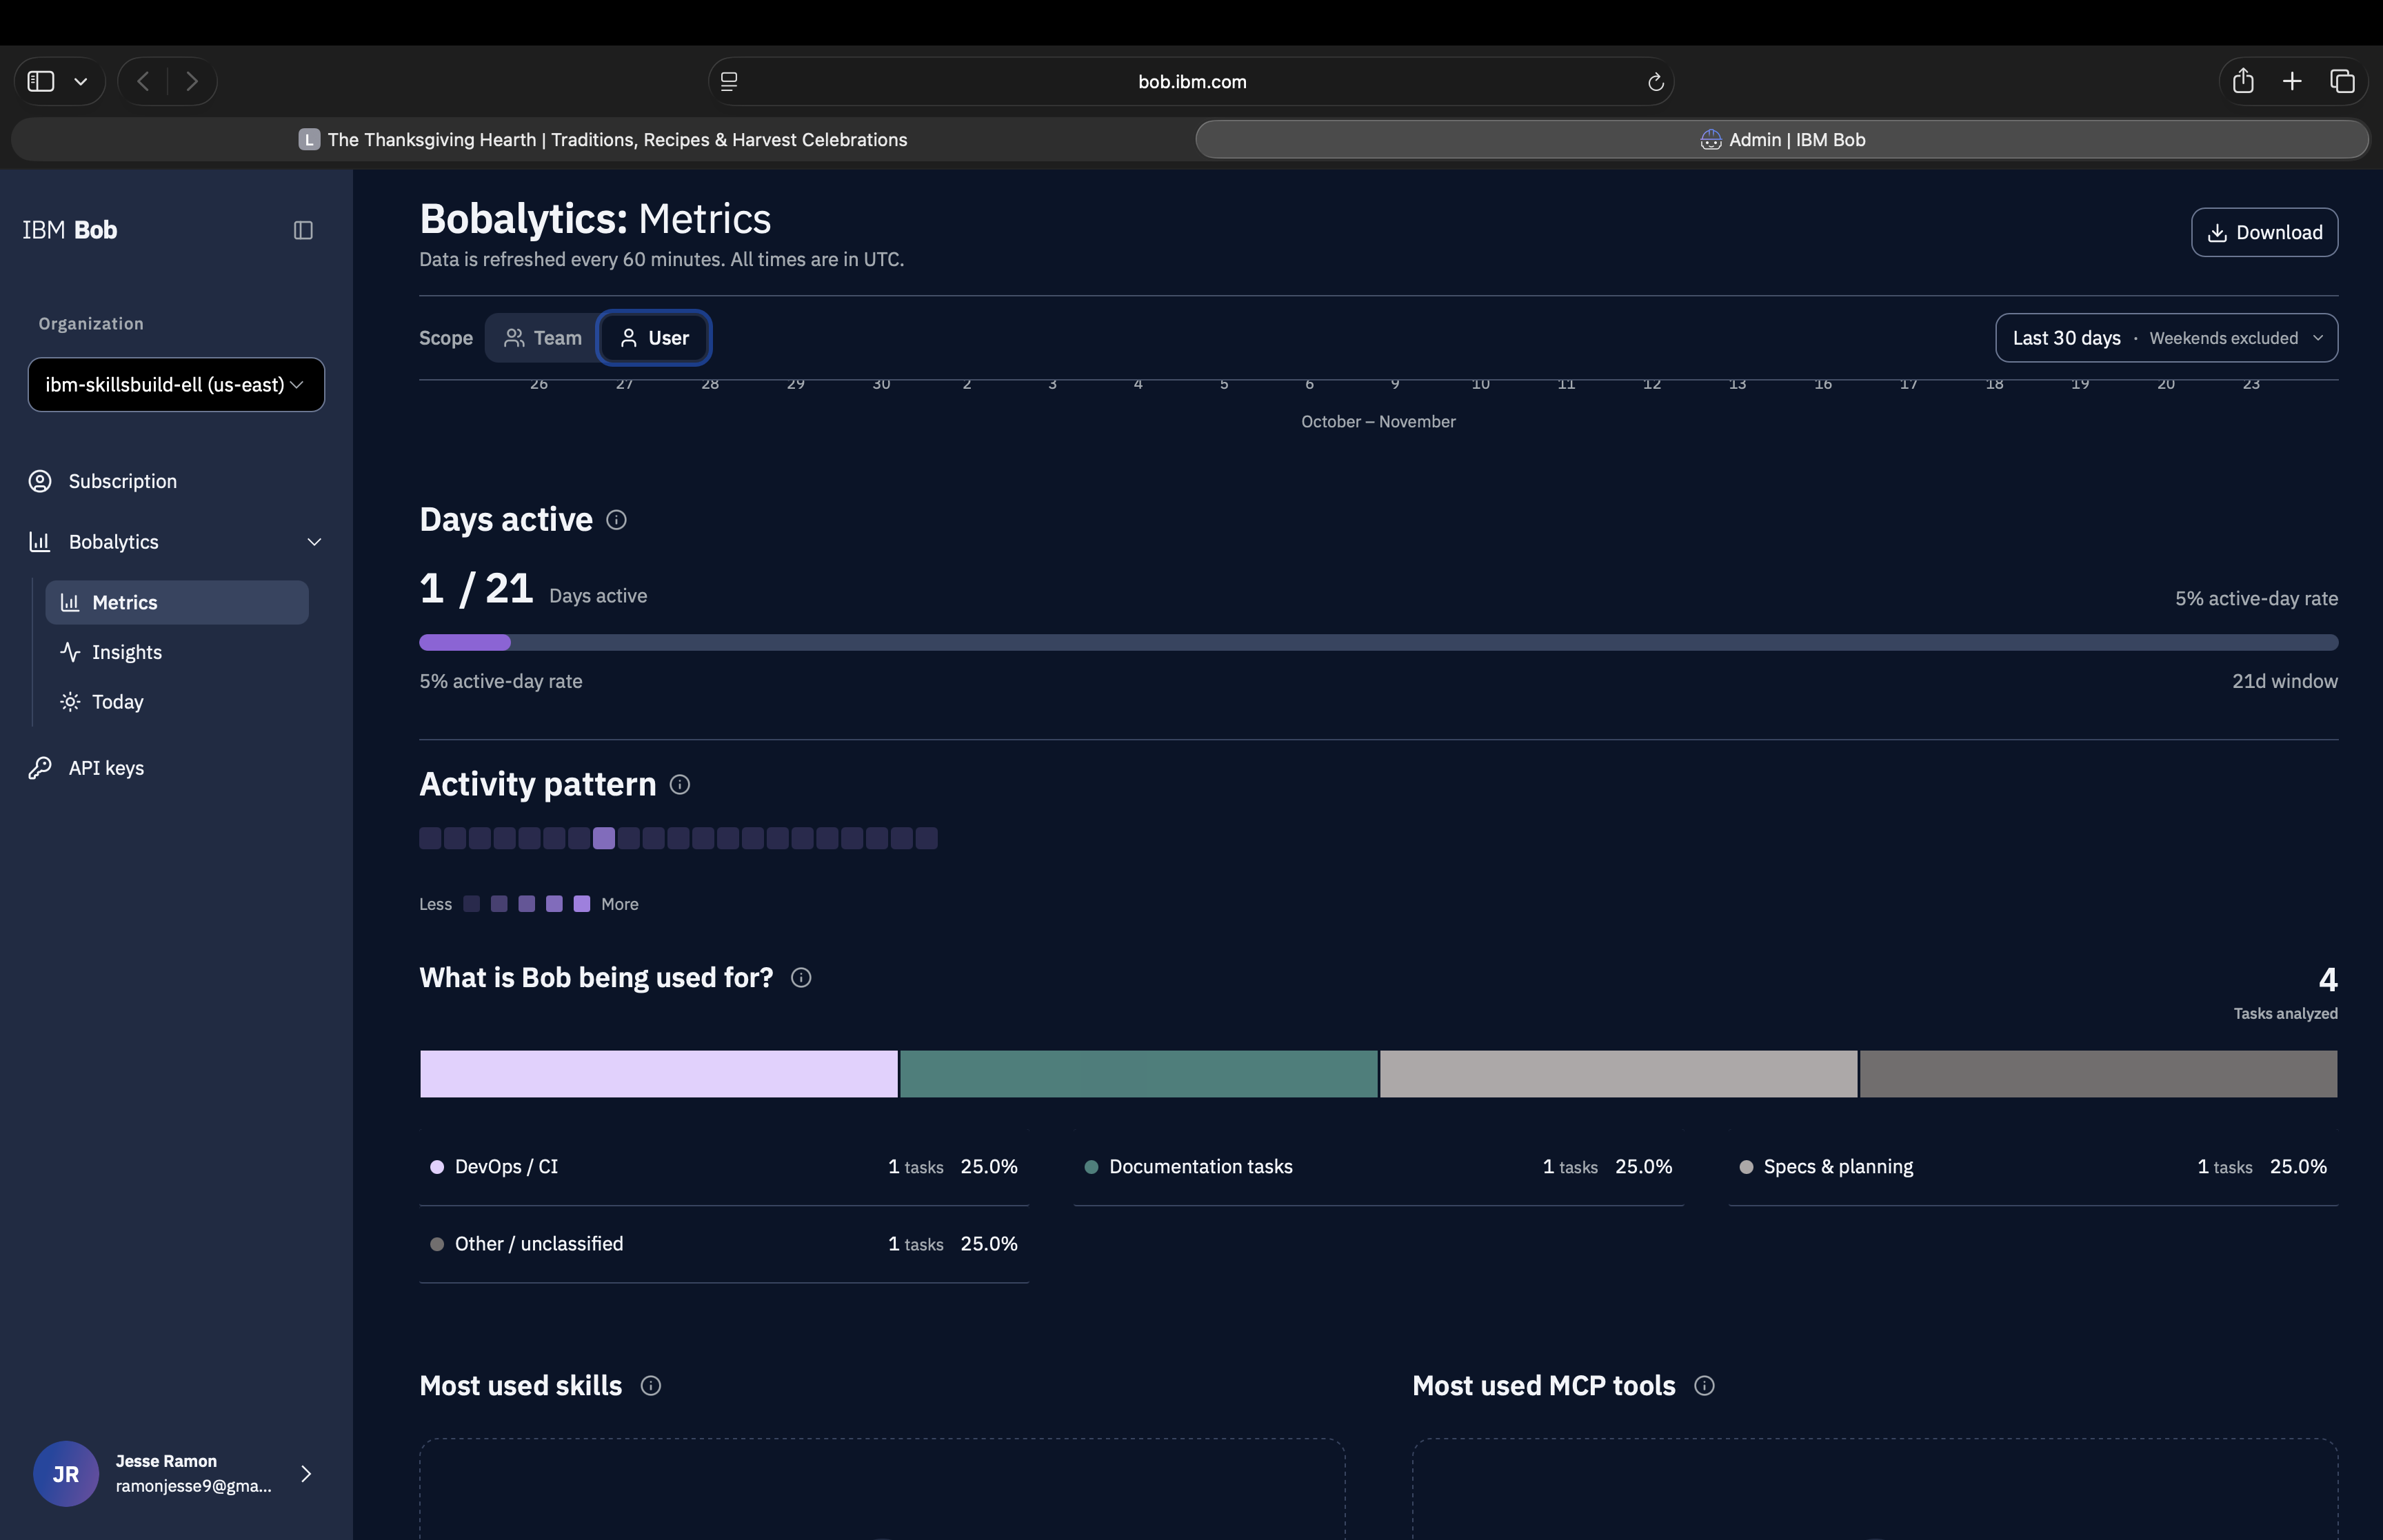 bob.ibm.com
L The Thanksgiving Hearth | Traditions, Recipes & Harvest Celebrations
Admin | IBM Bob
IBM Bob
Organization
ibm-skillsbuild-ell (us-east)
Subscription
Bobalytics
Metrics
Insights
Today
API keys
JR
Jesse Ramon
ramonjesse9@gma...
Bobalytics: Metrics
Data is refreshed every 60 minutes. All times are in UTC.
Download
Scope Team User
Last 30 days · Weekends excluded
26 27 28 29 30 2 3 4 5 6 9 10 11 12 13 16 17 18 19 20 23
October – November
Days active
1 / 21 Days active
5% active-day rate
5% active-day rate
21d window
Activity pattern
Less More
What is Bob being used for?
4
Tasks analyzed
DevOps / CI 1 tasks 25.0%
Documentation tasks 1 tasks 25.0%
Specs & planning 1 tasks 25.0%
Other / unclassified 1 tasks 25.0%
Most used skills
Most used MCP tools